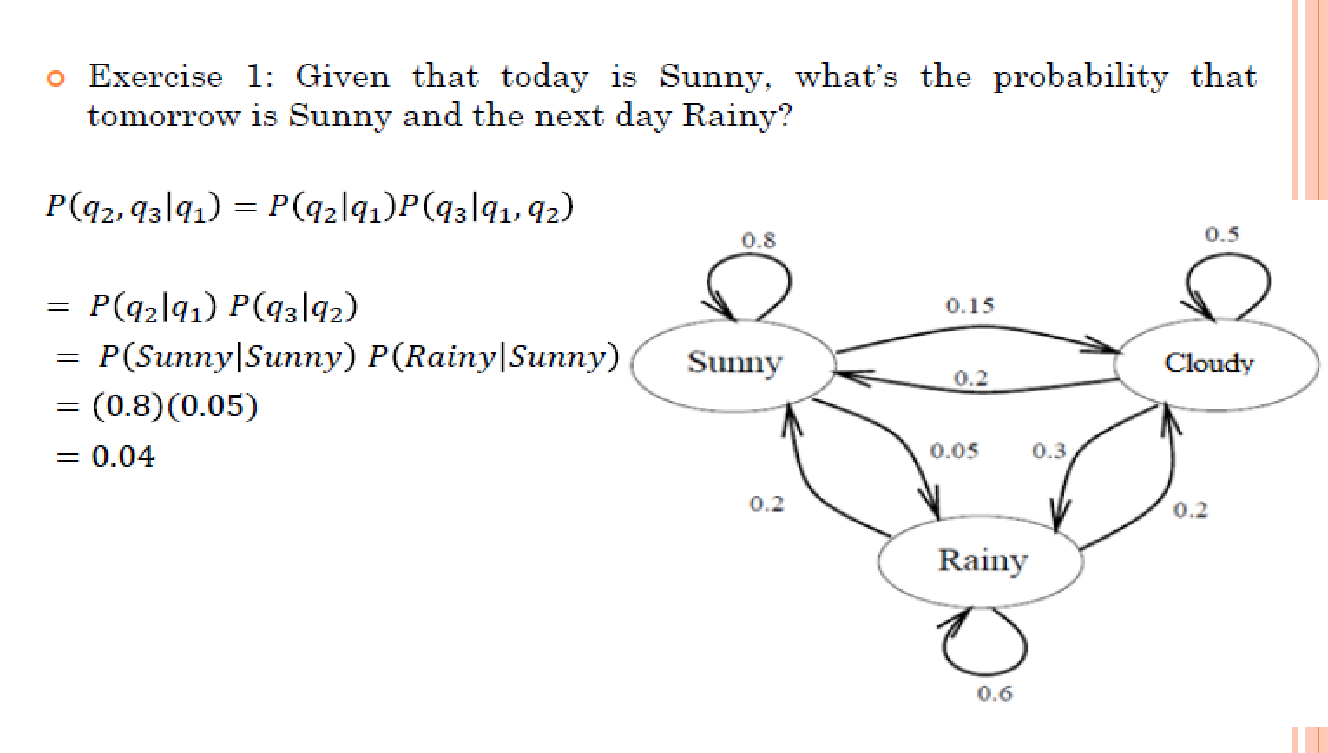 Exercise 1: Given that today is Sunny, what's the probability that
tomorrow is Sunny and the next day Rainy?
P(q₂, q₃|q₁) = P(q₂|q₁)P(q₃|q₁, q₂)
= P(q₂|q₁) P(q₃|q₂)
= P(Sunny|Sunny) P(Rainy|Sunny)
= (0.8)(0.05)
= 0.04
0.8
0.5
0.15
Sunny
Cloudy
0.2
0.05
0.3
0.2
0.2
Rainy
0.6